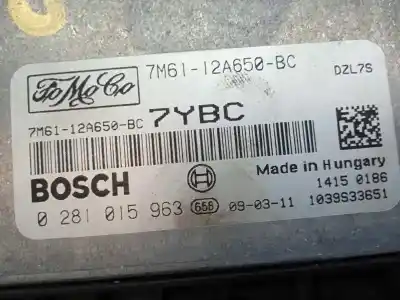 FoMoCo
7M61-12A650-BC
DZL7S
7M61-12A650-BC 7YBC
BOSCH
Made in Hungary
0 281 015 963 65B 09-03-11
1415 0186
1039S33651